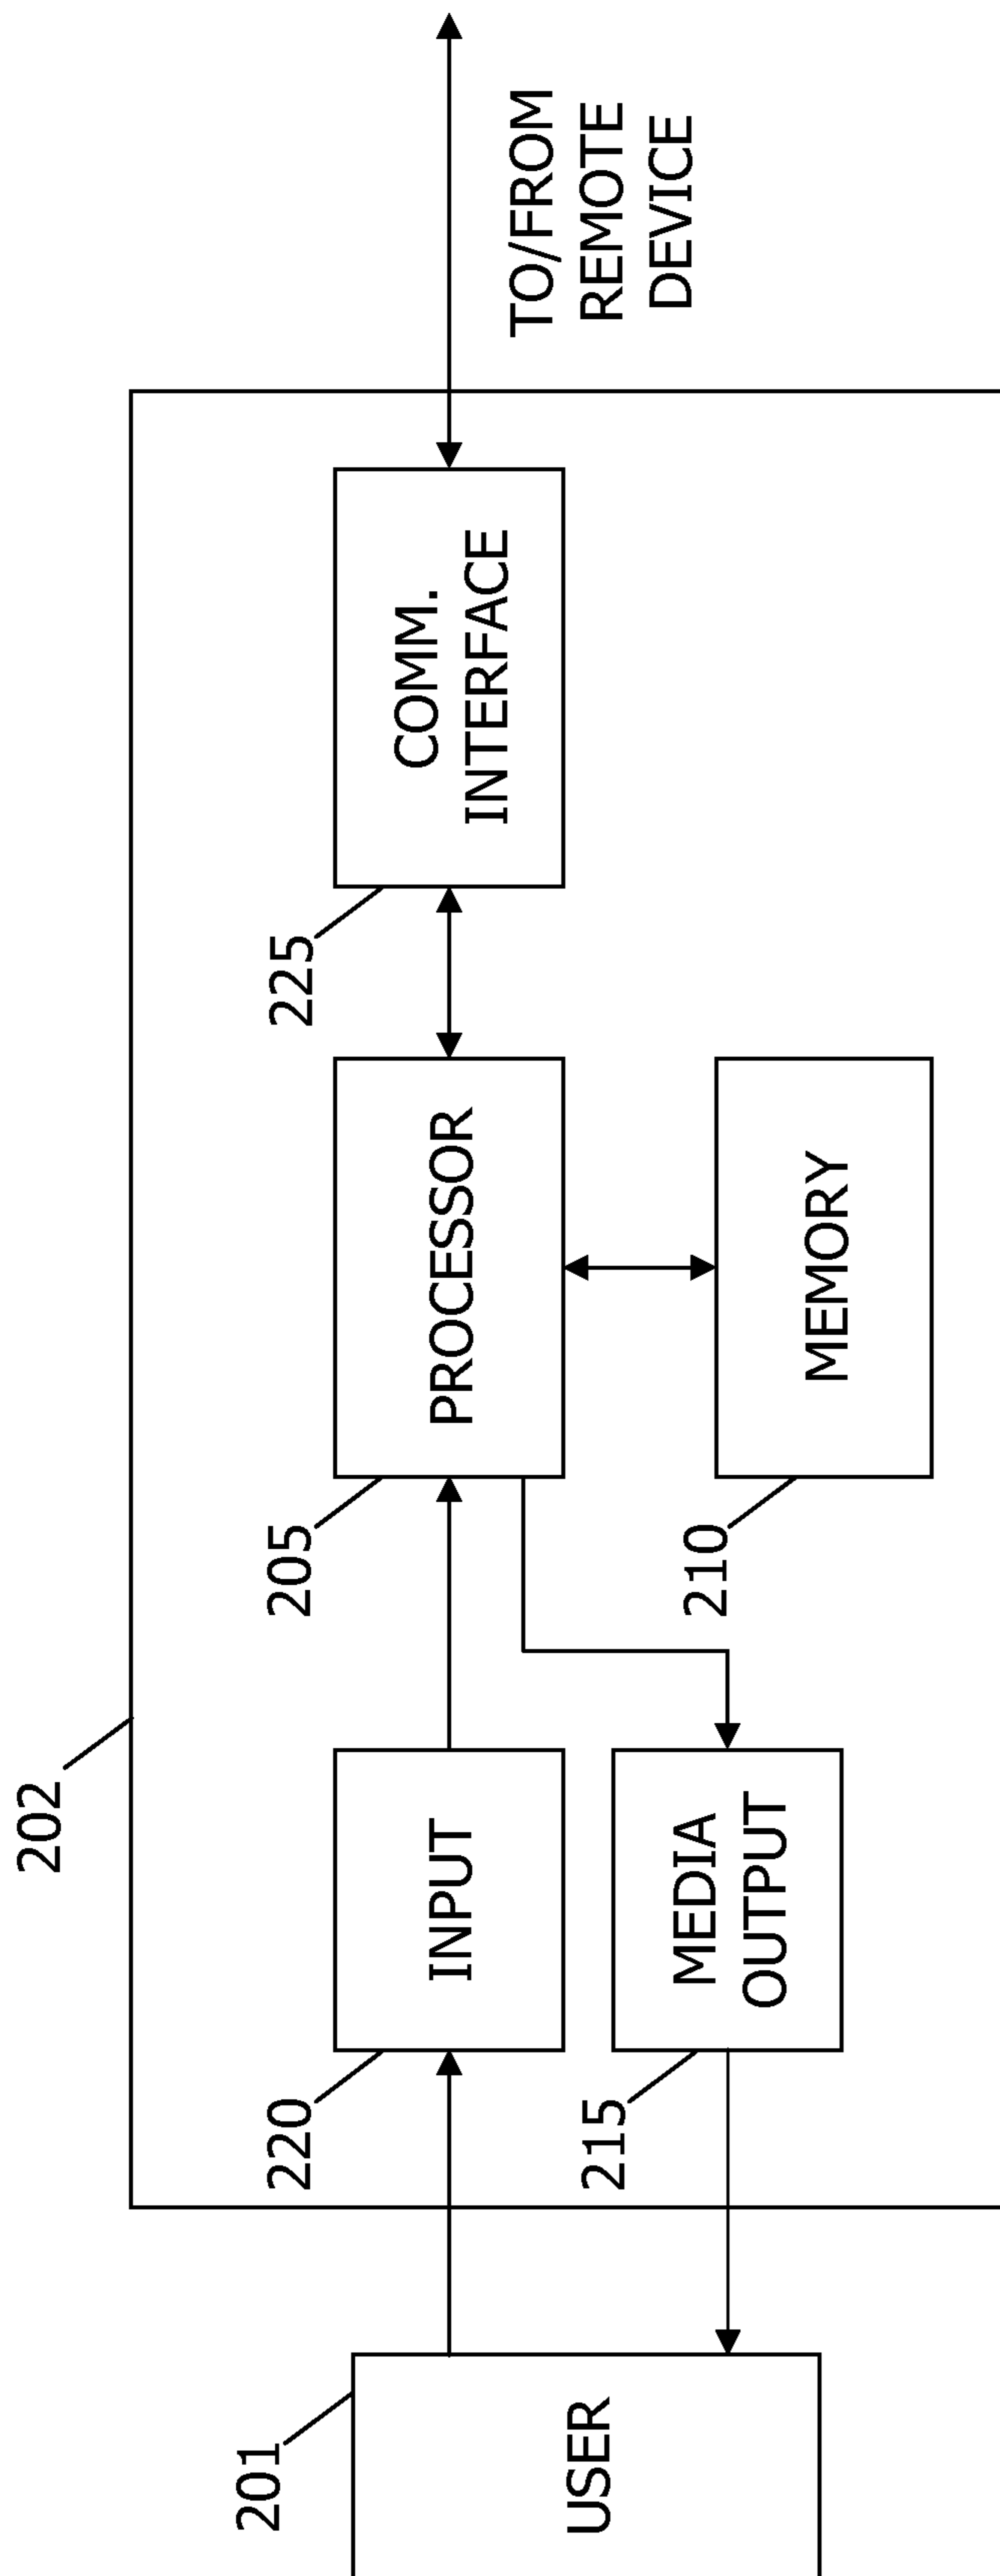 202
201
USER
220
INPUT
215
MEDIA
OUTPUT
205
PROCESSOR
210
MEMORY
225
COMM.
INTERFACE
TO/FROM
REMOTE
DEVICE